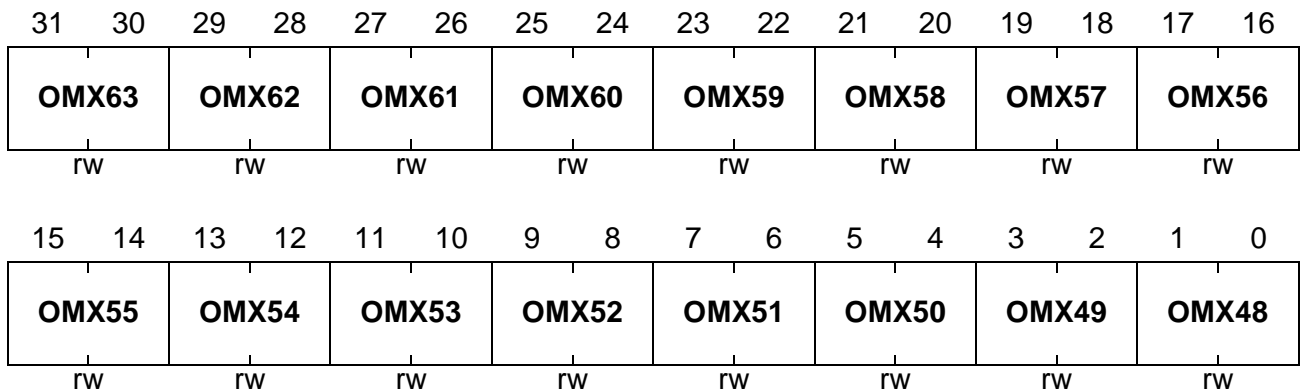 31 30 29 28 27 26 25 24 23 22 21 20 19 18 17 16
OMX63 OMX62 OMX61 OMX60 OMX59 OMX58 OMX57 OMX56
rw rw rw rw rw rw rw rw
15 14 13 12 11 10 9 8 7 6 5 4 3 2 1 0
OMX55 OMX54 OMX53 OMX52 OMX51 OMX50 OMX49 OMX48
rw rw rw rw rw rw rw rw